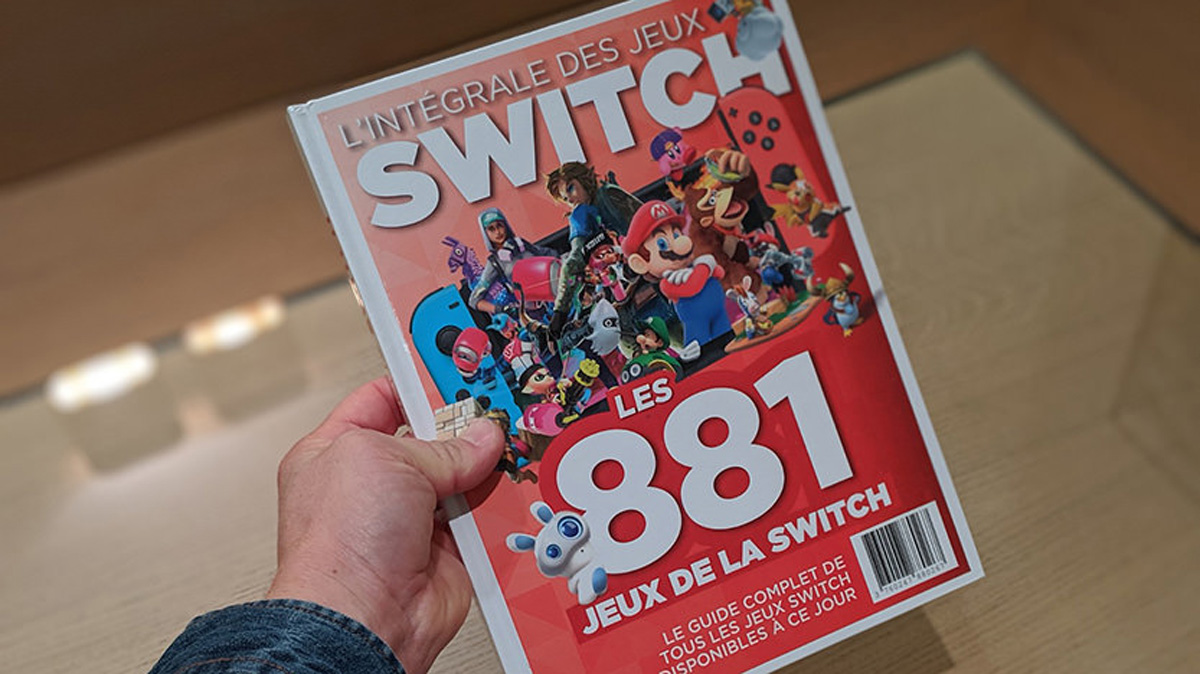 L'INTÉGRALE DES JEUX
SWITCH
LES
881
JEUX DE LA SWITCH
LE GUIDE COMPLET DE
TOUS LES JEUX SWITCH
DISPONIBLES À CE JOUR